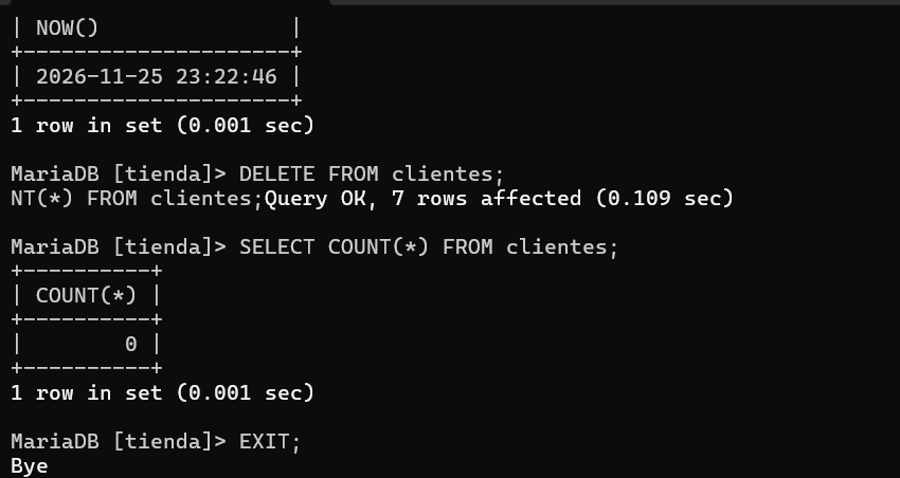 | NOW()               |
+---------------------+
| 2026-11-25 23:22:46 |
+---------------------+
1 row in set (0.001 sec)

MariaDB [tienda]> DELETE FROM clientes;
NT(*) FROM clientes;Query OK, 7 rows affected (0.109 sec)

MariaDB [tienda]> SELECT COUNT(*) FROM clientes;
+----------+
| COUNT(*) |
+----------+
|        0 |
+----------+
1 row in set (0.001 sec)

MariaDB [tienda]> EXIT;
Bye